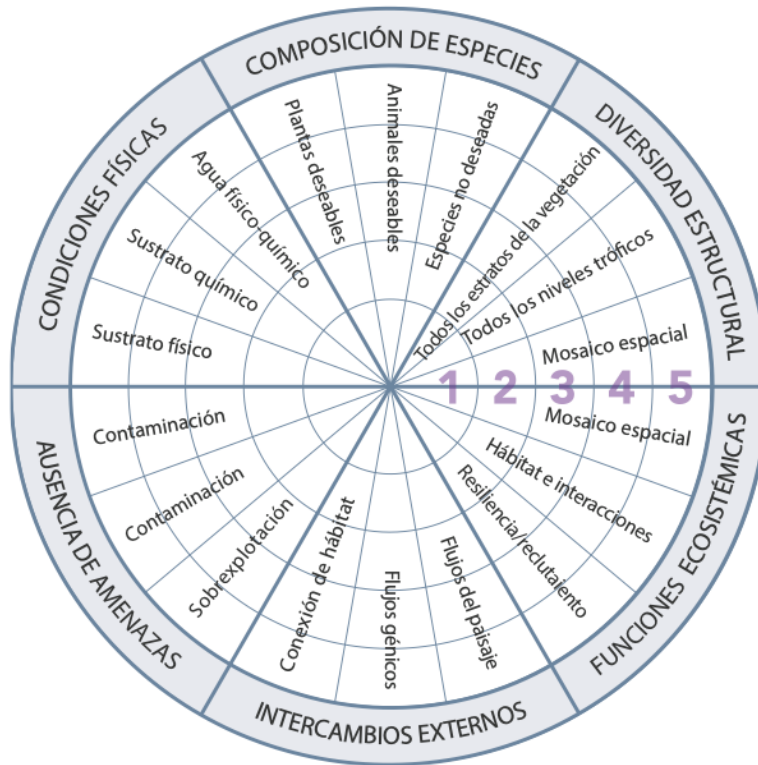 COMPOSICIÓN DE ESPECIES
Plantas deseables
Animales deseables
Especies no deseadas
DIVERSIDAD ESTRUCTURAL
Todos los estratos de la vegetación
Todos los niveles tróficos
Mosaico espacial
1 2 3 4 5
FUNCIONES ECOSISTÉMICAS
Mosaico espacial
Hábitat e interacciones
Resiliencia/reclutaiento
INTERCAMBIOS EXTERNOS
Flujos del paisaje
Flujos génicos
Conexión de hábitat
AUSENCIA DE AMENAZAS
Sobrexplotación
Contaminación
Contaminación
CONDICIONES FÍSICAS
Sustrato físico
Sustrato químico
Agua físico-químico